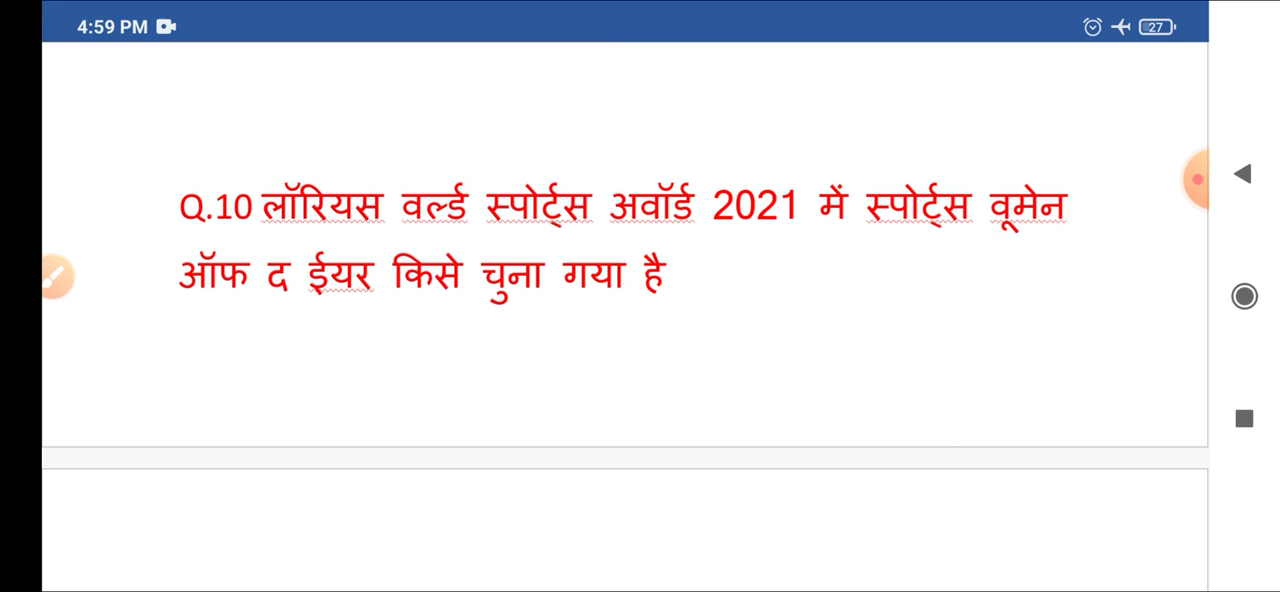 4:59 PM
27
Q.10 लॉरियस वर्ल्ड स्पोर्ट्स अवॉर्ड 2021 में स्पोर्ट्स वूमेन
ऑफ द ईयर किसे चुना गया है